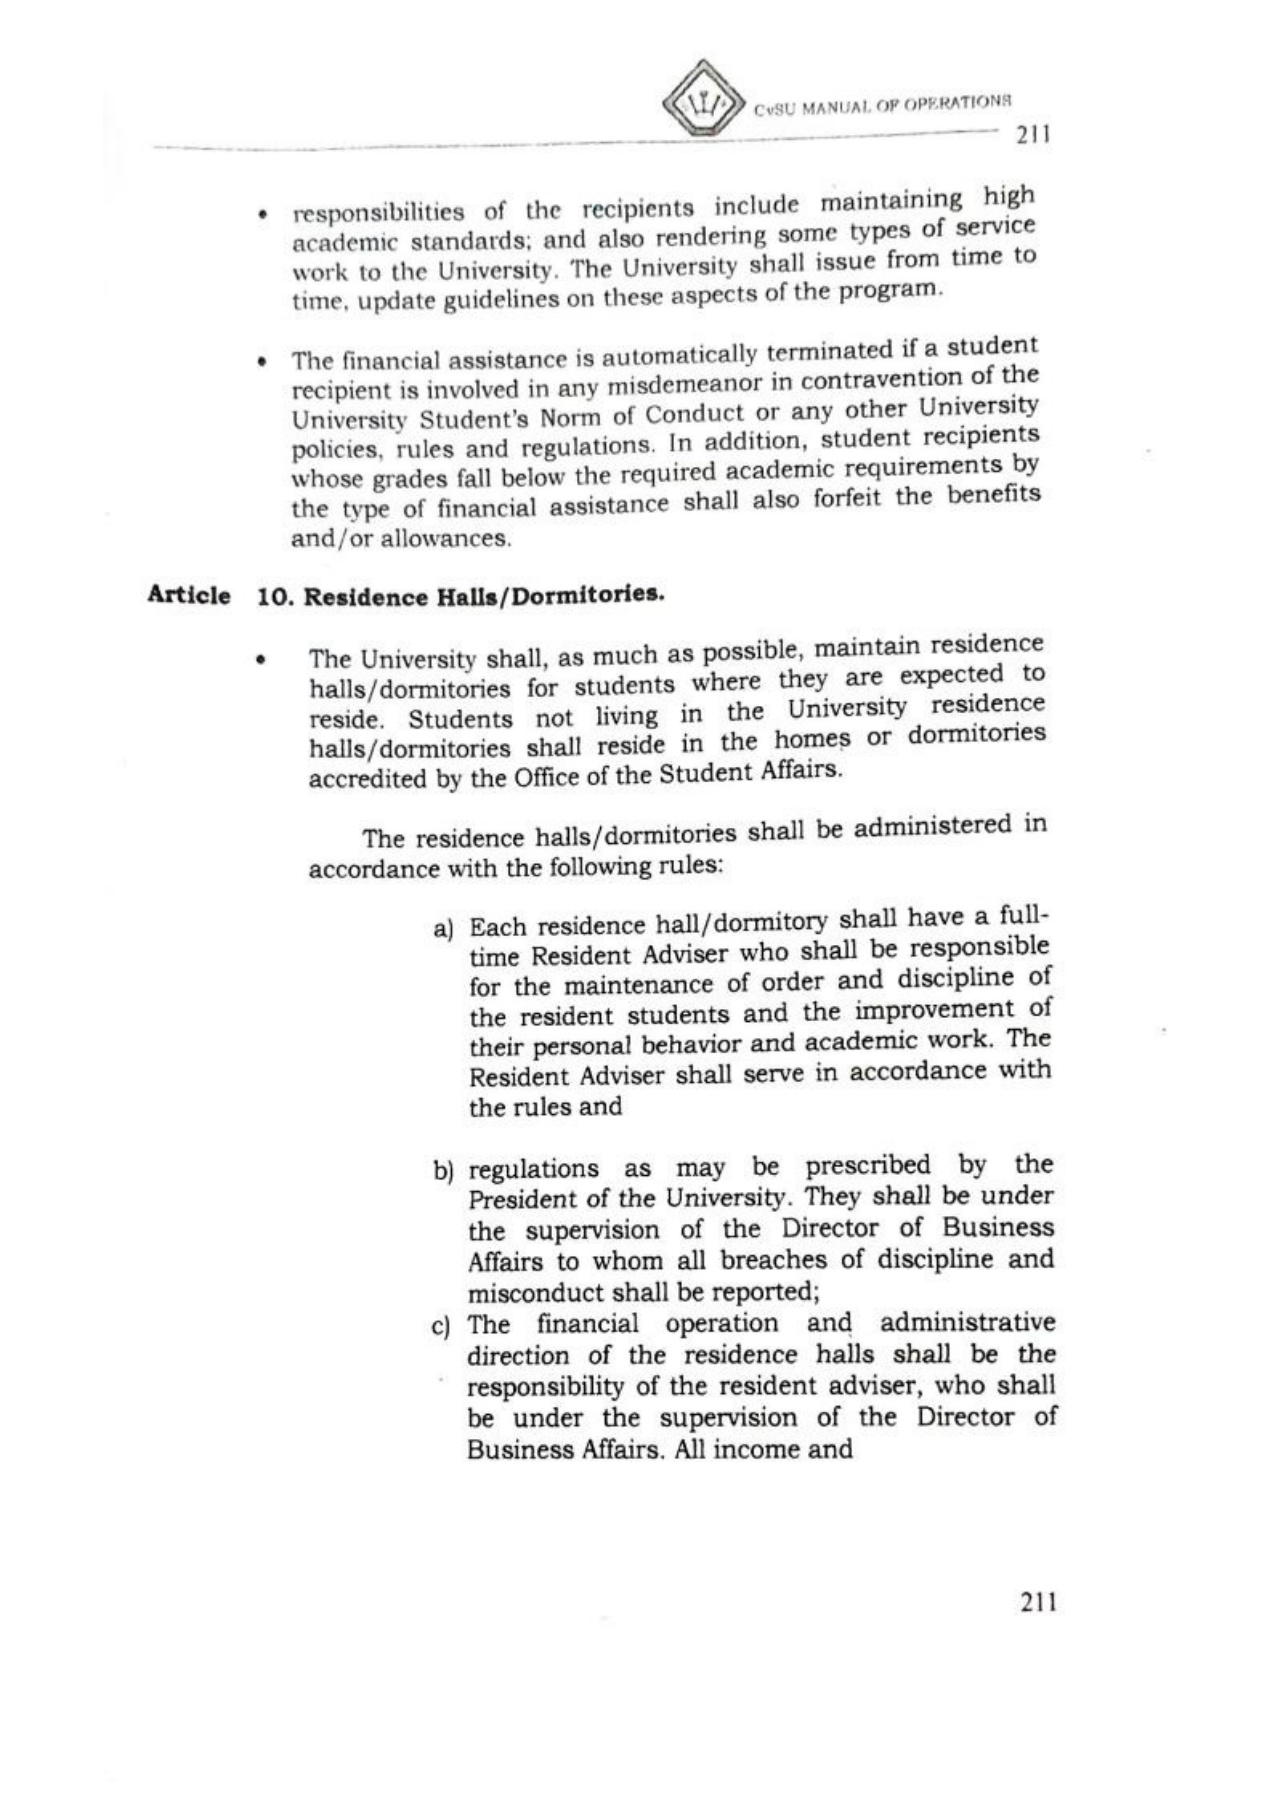 CvSU MANUAL OF OPERATIONS
211
• responsibilities of the recipients include maintaining high
academic standards; and also rendering some types of service
work to the University. The University shall issue from time to
time, update guidelines on these aspects of the program.
• The financial assistance is automatically terminated if a student
recipient is involved in any misdemeanor in contravention of the
University Student's Norm of Conduct or any other University
policies, rules and regulations. In addition, student recipients
whose grades fall below the required academic requirements by
the type of financial assistance shall also forfeit the benefits
and/or allowances.
Article 10. Residence Halls/Dormitories.
• The University shall, as much as possible, maintain residence
halls/dormitories for students where they are expected to
reside. Students not living in the University residence
halls/dormitories shall reside in the homes or dormitories
accredited by the Office of the Student Affairs.
The residence halls/dormitories shall be administered in
accordance with the following rules:
a) Each residence hall/dormitory shall have a full-
time Resident Adviser who shall be responsible
for the maintenance of order and discipline of
the resident students and the improvement of
their personal behavior and academic work. The
Resident Adviser shall serve in accordance with
the rules and
b) regulations as may be prescribed by the
President of the University. They shall be under
the supervision of the Director of Business
Affairs to whom all breaches of discipline and
misconduct shall be reported;
c) The financial operation and administrative
direction of the residence halls shall be the
responsibility of the resident adviser, who shall
be under the supervision of the Director of
Business Affairs. All income and
211